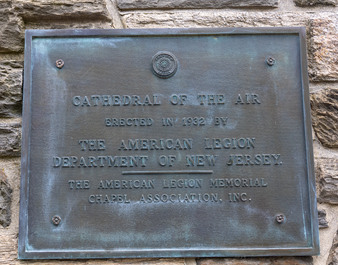 CATHEDRAL OF THE AIR
ERECTED IN 1932 BY
THE AMERICAN LEGION
DEPARTMENT OF NEW JERSEY.
THE AMERICAN LEGION MEMORIAL
CHAPEL ASSOCIATION, INC.